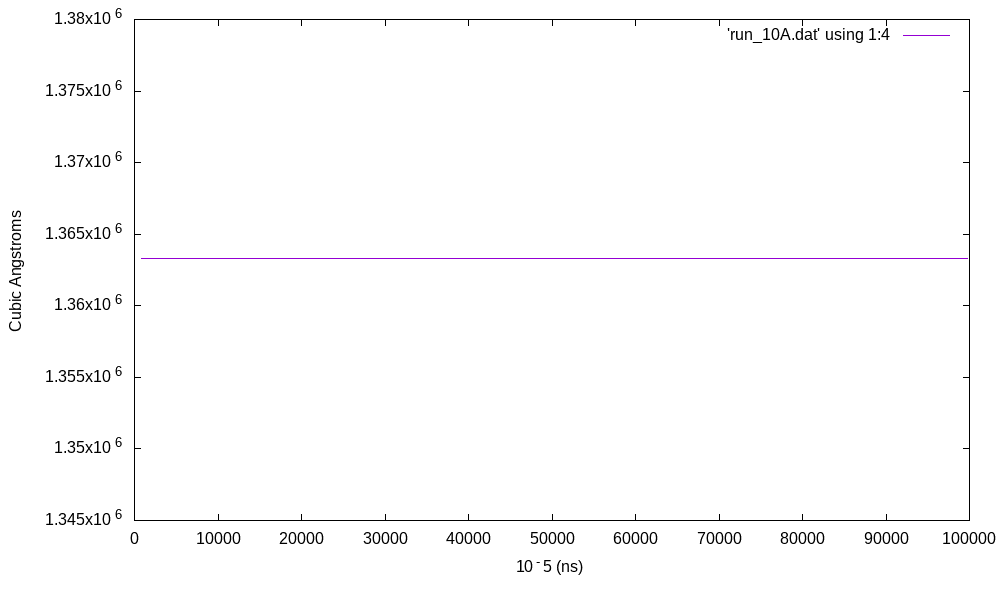 1.38x10 6
'run_10A.dat' using 1:4
1.375x10 6
1.37x10 6
1.365x10 6
1.36x10 6
1.355x10 6
1.35x10 6
1.345x10 6
Cubic Angstroms
0 10000 20000 30000 40000 50000 60000 70000 80000 90000 100000
10 - 5 (ns)